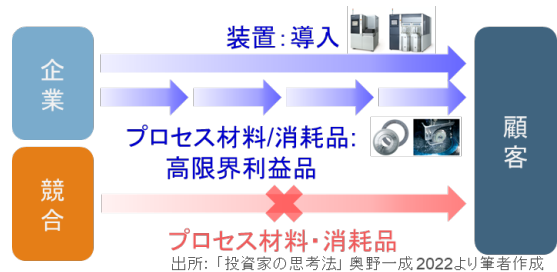 装置:導入
企業
プロセス材料/消耗品:
高限界利益品
顧客
競合
プロセス材料・消耗品
出所:「投資家の思考法」奥野一成2022より筆者作成